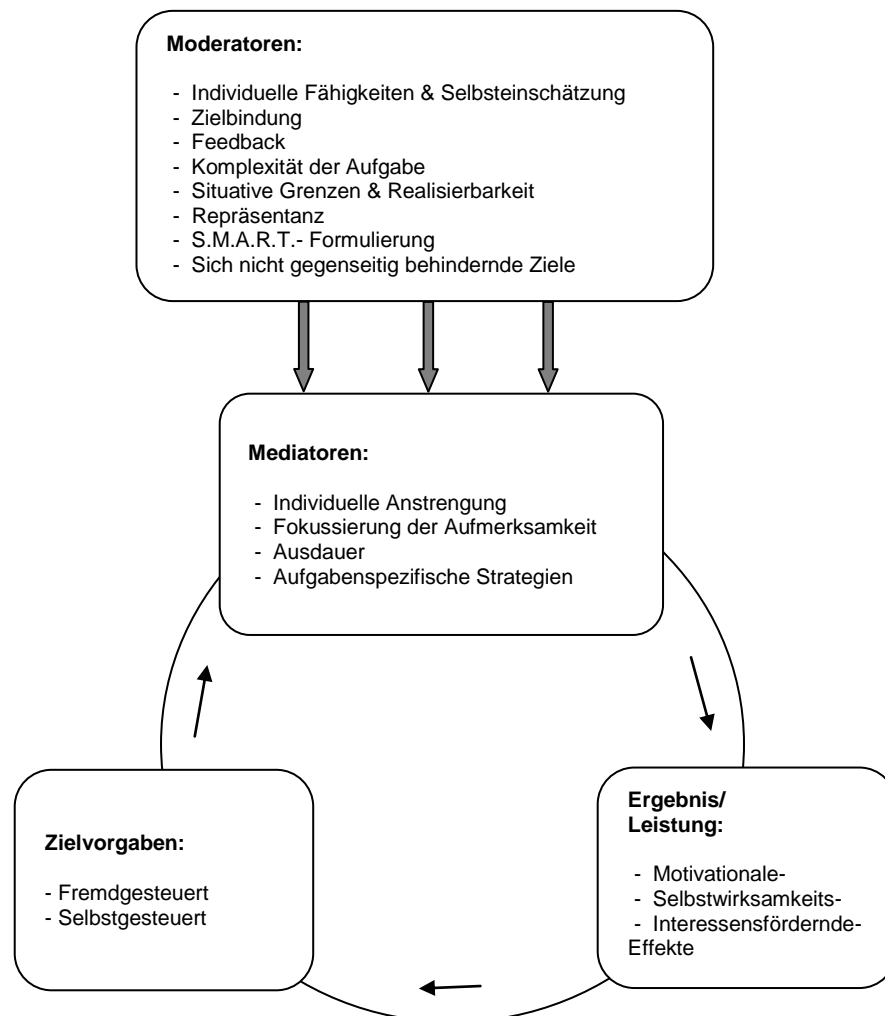 Moderatoren:
- Individuelle Fähigkeiten & Selbsteinschätzung
- Zielbindung
- Feedback
- Komplexität der Aufgabe
- Situative Grenzen & Realisierbarkeit
- Repräsentanz
- S.M.A.R.T.- Formulierung
- Sich nicht gegenseitig behindernde Ziele
Mediatoren:
- Individuelle Anstrengung
- Fokussierung der Aufmerksamkeit
- Ausdauer
- Aufgabenspezifische Strategien
Zielvorgaben:
- Fremdgesteuert
- Selbstgesteuert
Ergebnis/
Leistung:
- Motivationale-
- Selbstwirksamkeits-
- Interessensfördernde-
Effekte